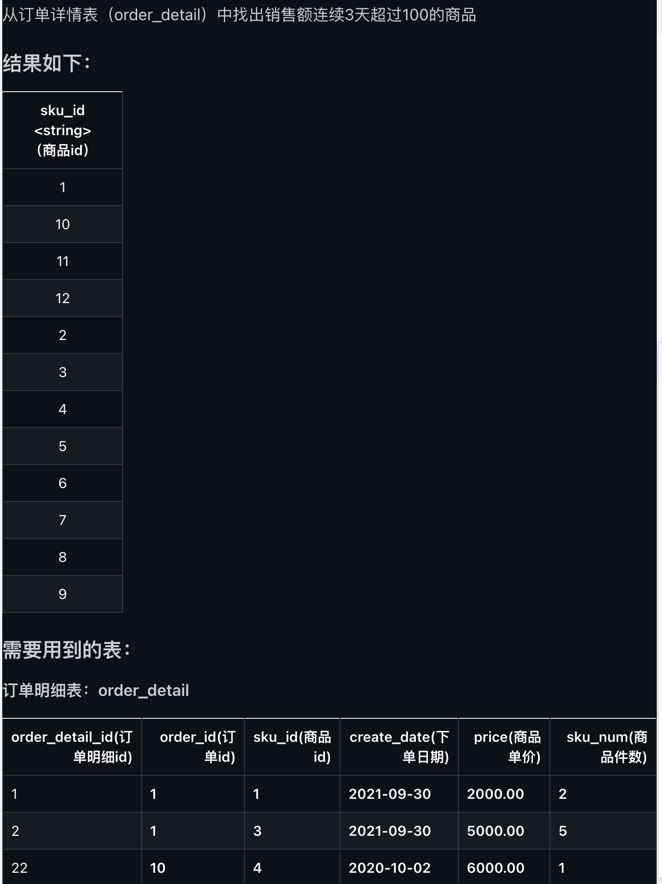 从订单详情表（order_detail）中找出销售额连续3天超过100的商品
结果如下：
sku_id
<string>
（商品id）
1
10
11
12
2
3
4
5
6
7
8
9
需要用到的表：
订单明细表：order_detail
order_detail_id(订单明细id) order_id(订单id) sku_id(商品id) create_date(下单日期) price(商品单价) sku_num(商品件数)
1 1 1 2021-09-30 2000.00 2
2 1 3 2021-09-30 5000.00 5
22 10 4 2020-10-02 6000.00 1